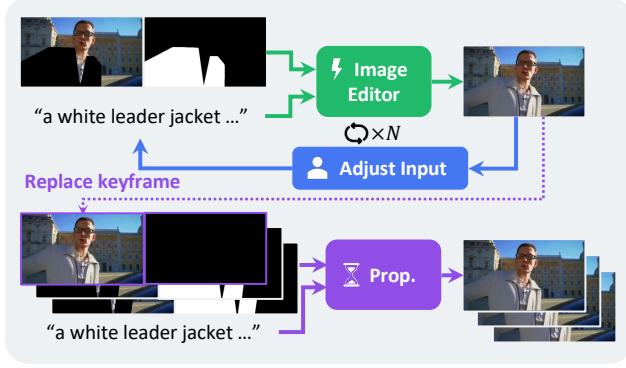 "a white leader jacket ..."
Image
Editor
×N
Adjust Input
Replace keyframe
Prop.
"a white leader jacket ..."